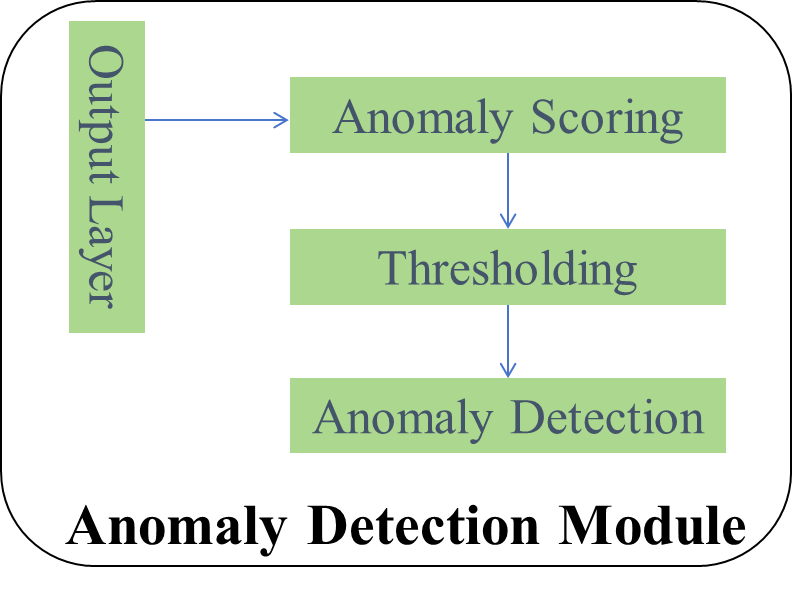 Output Layer
Anomaly Scoring
Thresholding
Anomaly Detection
Anomaly Detection Module